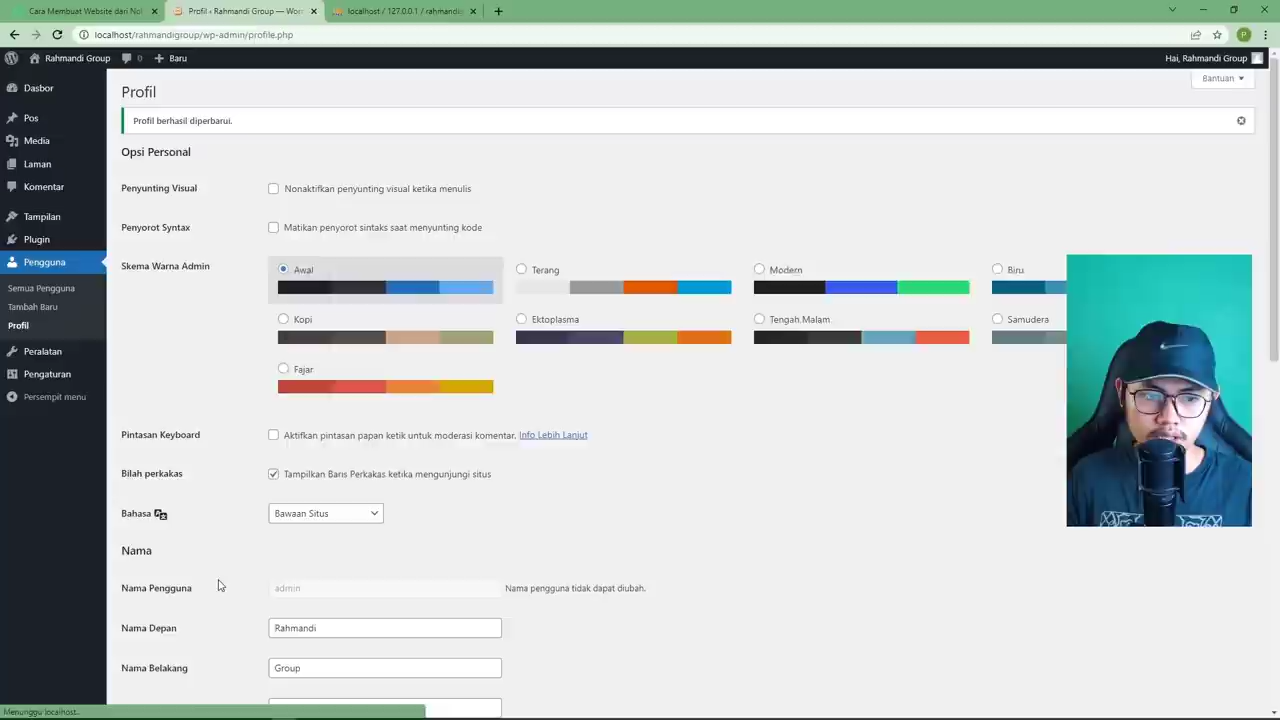 Cara Membuat Website dari Nol
Profil ‹ Rahmandi Group — Wor
localhost / 127.0.0.1 / rahmandig
localhost/rahmandigroup/wp-admin/profile.php
P
Rahmandi Group
0
Baru
Hai, Rahmandi Group
Dasbor
Pos
Media
Laman
Komentar
Tampilan
Plugin
Pengguna
Semua Pengguna
Tambah Baru
Profil
Peralatan
Pengaturan
Persempit menu
Bantuan
Profil
Profil berhasil diperbarui.
Opsi Personal
Penyunting Visual
Nonaktifkan penyunting visual ketika menulis
Penyorot Syntax
Matikan penyorot sintaks saat menyunting kode
Skema Warna Admin
Awal
Terang
Modern
Biru
Kopi
Ektoplasma
Tengah Malam
Samudera
Fajar
Pintasan Keyboard
Aktifkan pintasan papan ketik untuk moderasi komentar. Info Lebih Lanjut
Bilah perkakas
Tampilkan Baris Perkakas ketika mengunjungi situs
Bahasa
Bawaan Situs
Nama
Nama Pengguna
admin
Nama pengguna tidak dapat diubah.
Nama Depan
Rahmandi
Nama Belakang
Group
Menunggu localhost...